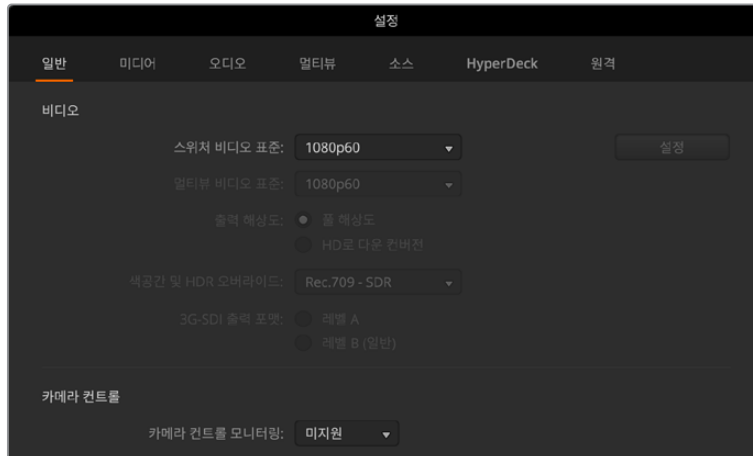 설정
일반 미디어 오디오 멀티뷰 소스 HyperDeck 원격
비디오
스위처 비디오 표준: 1080p60 설정
멀티뷰 비디오 표준: 1080p60
출력 해상도: 풀 해상도
HD로 다운 컨버전
색공간 및 HDR 오버라이드: Rec.709 - SDR
3G-SDI 출력 포맷: 레벨 A
레벨 B (일반)
카메라 컨트롤
카메라 컨트롤 모니터링: 미지원